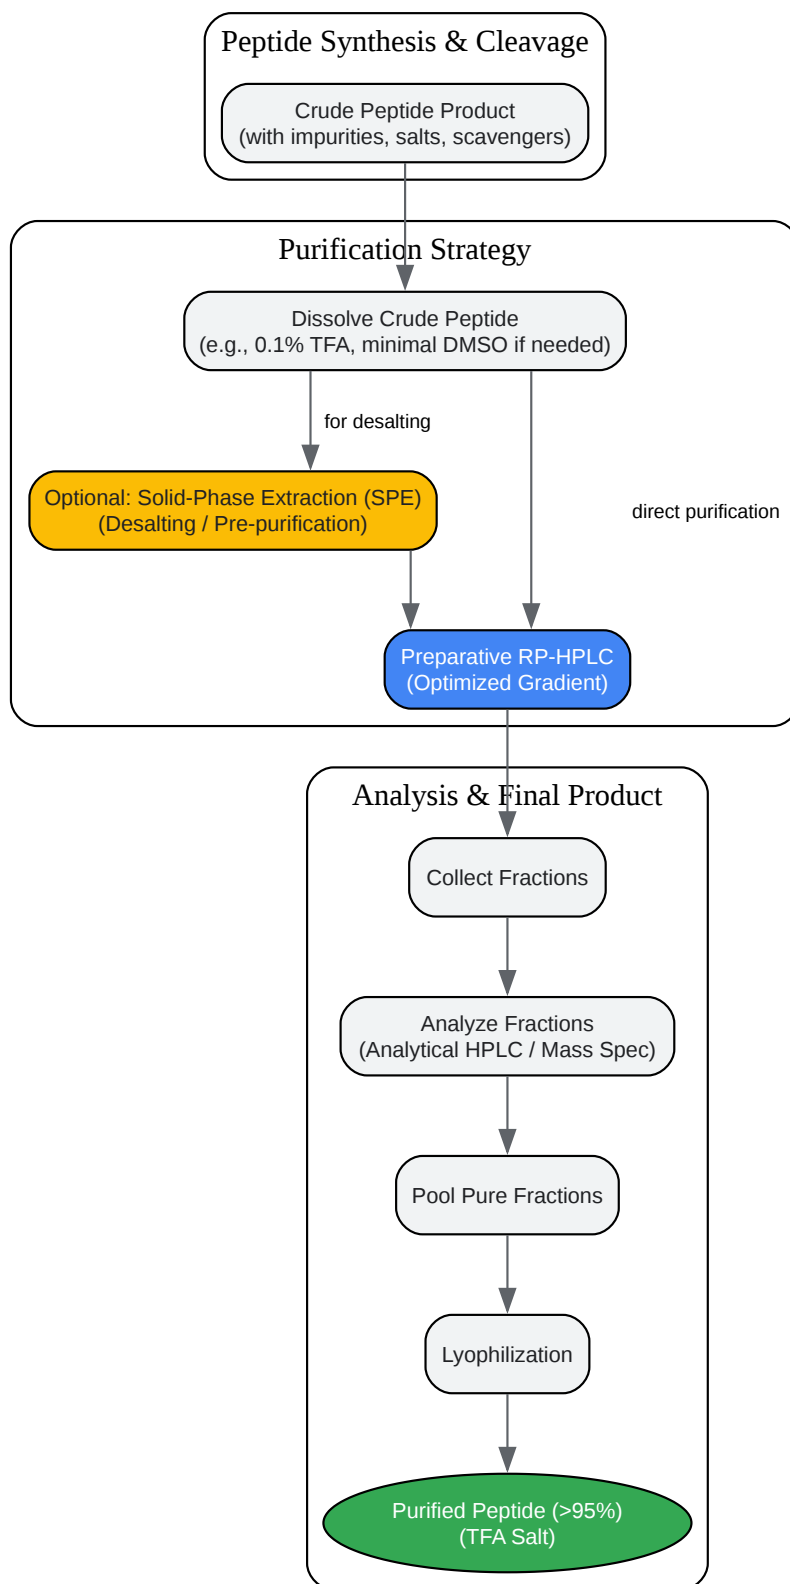 Peptide Synthesis & Cleavage
Crude Peptide Product
(with impurities, salts, scavengers)
Purification Strategy
Dissolve Crude Peptide
(e.g., 0.1% TFA, minimal DMSO if needed)
for desalting
Optional: Solid-Phase Extraction (SPE)
(Desalting / Pre-purification)
direct purification
Preparative RP-HPLC
(Optimized Gradient)
Analysis & Final Product
Collect Fractions
Analyze Fractions
(Analytical HPLC / Mass Spec)
Pool Pure Fractions
Lyophilization
Purified Peptide (>95%)
(TFA Salt)